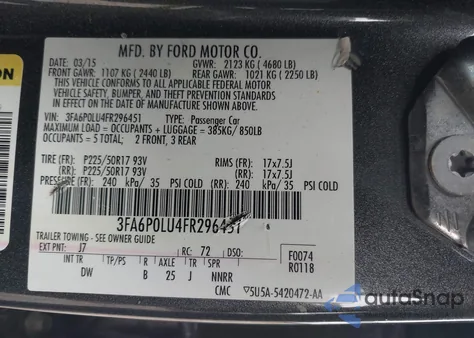 MFD. BY FORD MOTOR CO.
DATE: 03/15 GVWR: 2123 KG (4680 LB)
FRONT GAWR: 1107 KG (2440 LB) REAR GAWR: 1021 KG (2250 LB)
THIS VEHICLE CONFORMS TO ALL APPLICABLE FEDERAL MOTOR
VEHICLE SAFETY, BUMPER, AND THEFT PREVENTION STANDARDS
IN EFFECT ON THE DATE OF MANUFACTURE SHOWN ABOVE.
VIN: 3FA6P0LU4FR296451 TYPE: Passenger Car
MAXIMUM LOAD = OCCUPANTS + LUGGAGE = 385KG/ 850LB
OCCUPANTS = 5 TOTAL: 2 FRONT, 3 REAR
TIRE (FR): P225/50R17 93V RIMS (FR): 17x7.5J
TIRE (RR): P225/50R17 93V (RR): 17x7.5J
PRESSURE (FR): 240 kPa/ 35 PSI COLD (RR): 240 kPa/ 35 PSI COLD
3FA6P0LU4FR296451
TRAILER TOWING - SEE OWNER GUIDE
EXT PNT: J7 RC: 72 DSO: F0074
R0118
INT TR TP/PS R AXLE TR SPR
DW B 25 J NNRR
CMC 5U5A-5420472-AA
autoSnap